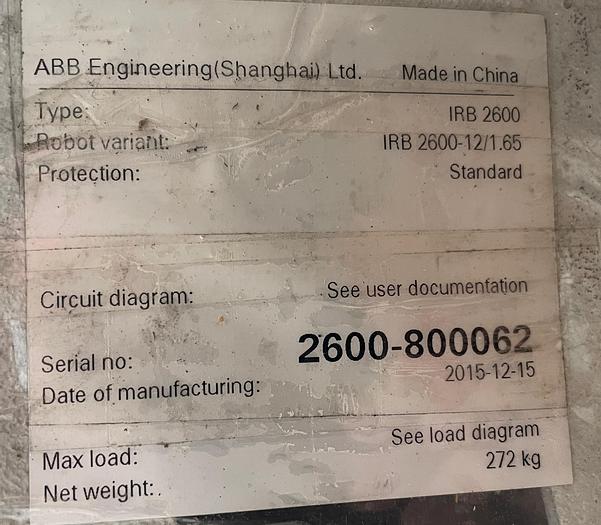 ABB Engineering(Shanghai) Ltd. Made in China
Type: IRB 2600
Robot variant: IRB 2600-12/1.65
Protection: Standard
Circuit diagram: See user documentation
Serial no: 2600-800062
Date of manufacturing: 2015-12-15
Max load: See load diagram
Net weight: 272 kg